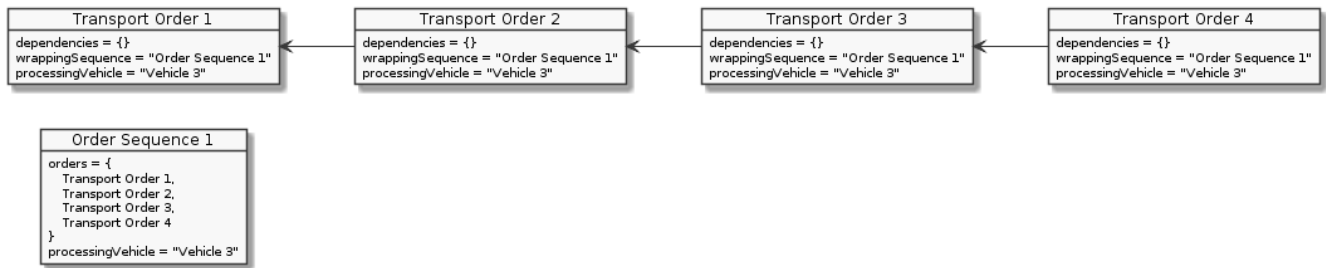 Transport Order 1
dependencies = {}
wrappingSequence = "Order Sequence 1"
processingVehicle = "Vehicle 3"
Transport Order 2
dependencies = {}
wrappingSequence = "Order Sequence 1"
processingVehicle = "Vehicle 3"
Transport Order 3
dependencies = {}
wrappingSequence = "Order Sequence 1"
processingVehicle = "Vehicle 3"
Transport Order 4
dependencies = {}
wrappingSequence = "Order Sequence 1"
processingVehicle = "Vehicle 3"
Order Sequence 1
orders = {
Transport Order 1,
Transport Order 2,
Transport Order 3,
Transport Order 4
}
processingVehicle = "Vehicle 3"